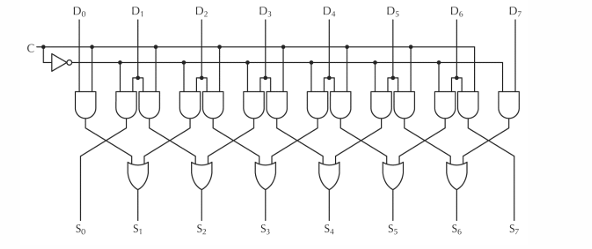 D₀ D₁ D₂ D₃ D₄ D₅ D₆ D₇
C
S₀ S₁ S₂ S₃ S₄ S₅ S₆ S₇